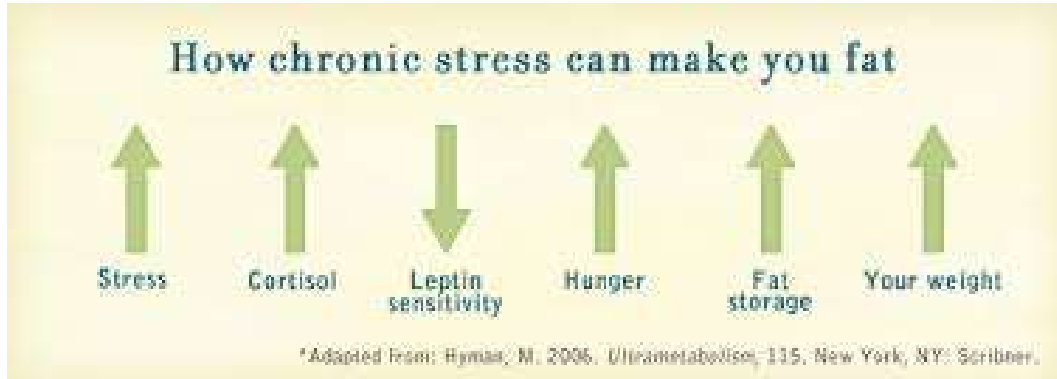 How chronic stress can make you fat
Stress
Cortisol
Leptin
sensitivity
Hunger
Fat
storage
Your weight
*Adapted from: Hyman, M. 2006. Ultrametabolism, 115. New York, NY: Scribner.